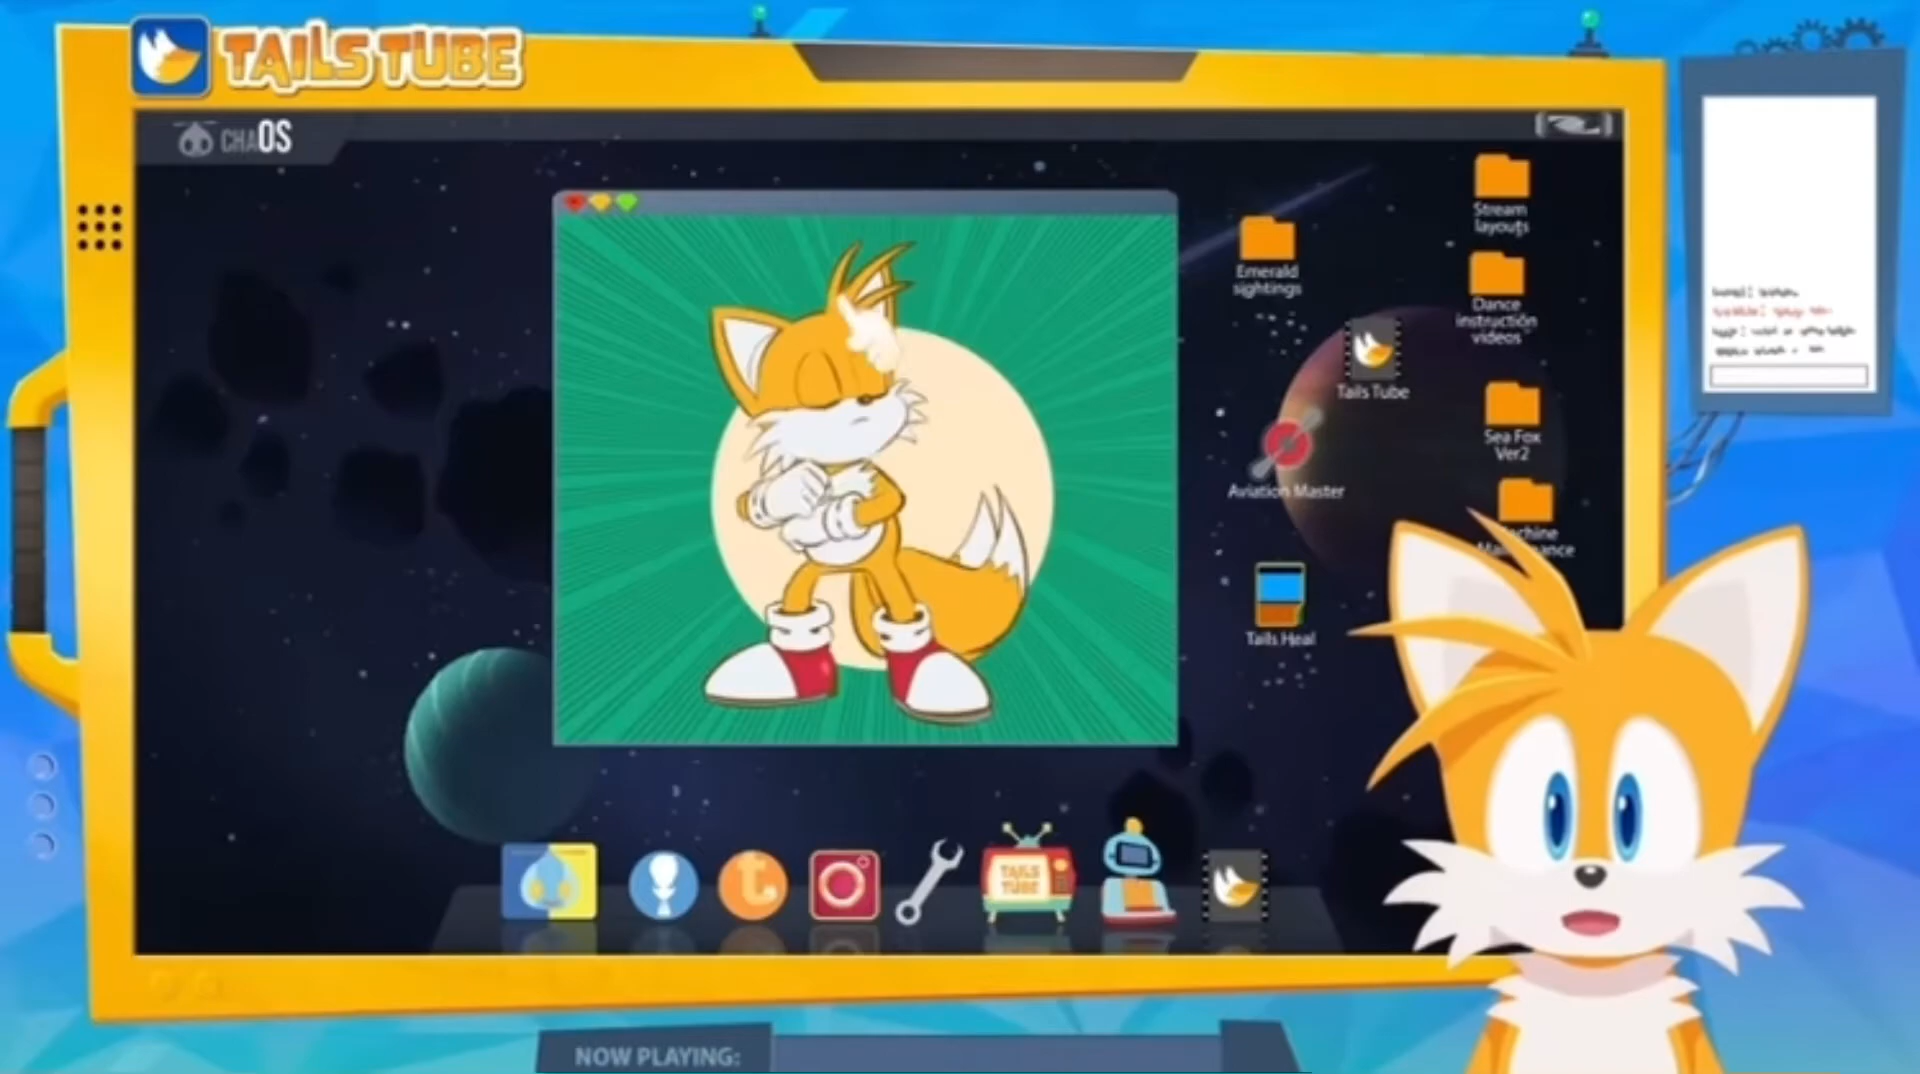 TAILS TUBE
CHAOS
Stream
layouts
Emerald
sightings
Dance
instruction
videos
Tails Tube
Sea Fox
Ver2
Aviation Master
Tails Heal
TAILS
TUBE
NOW PLAYING: